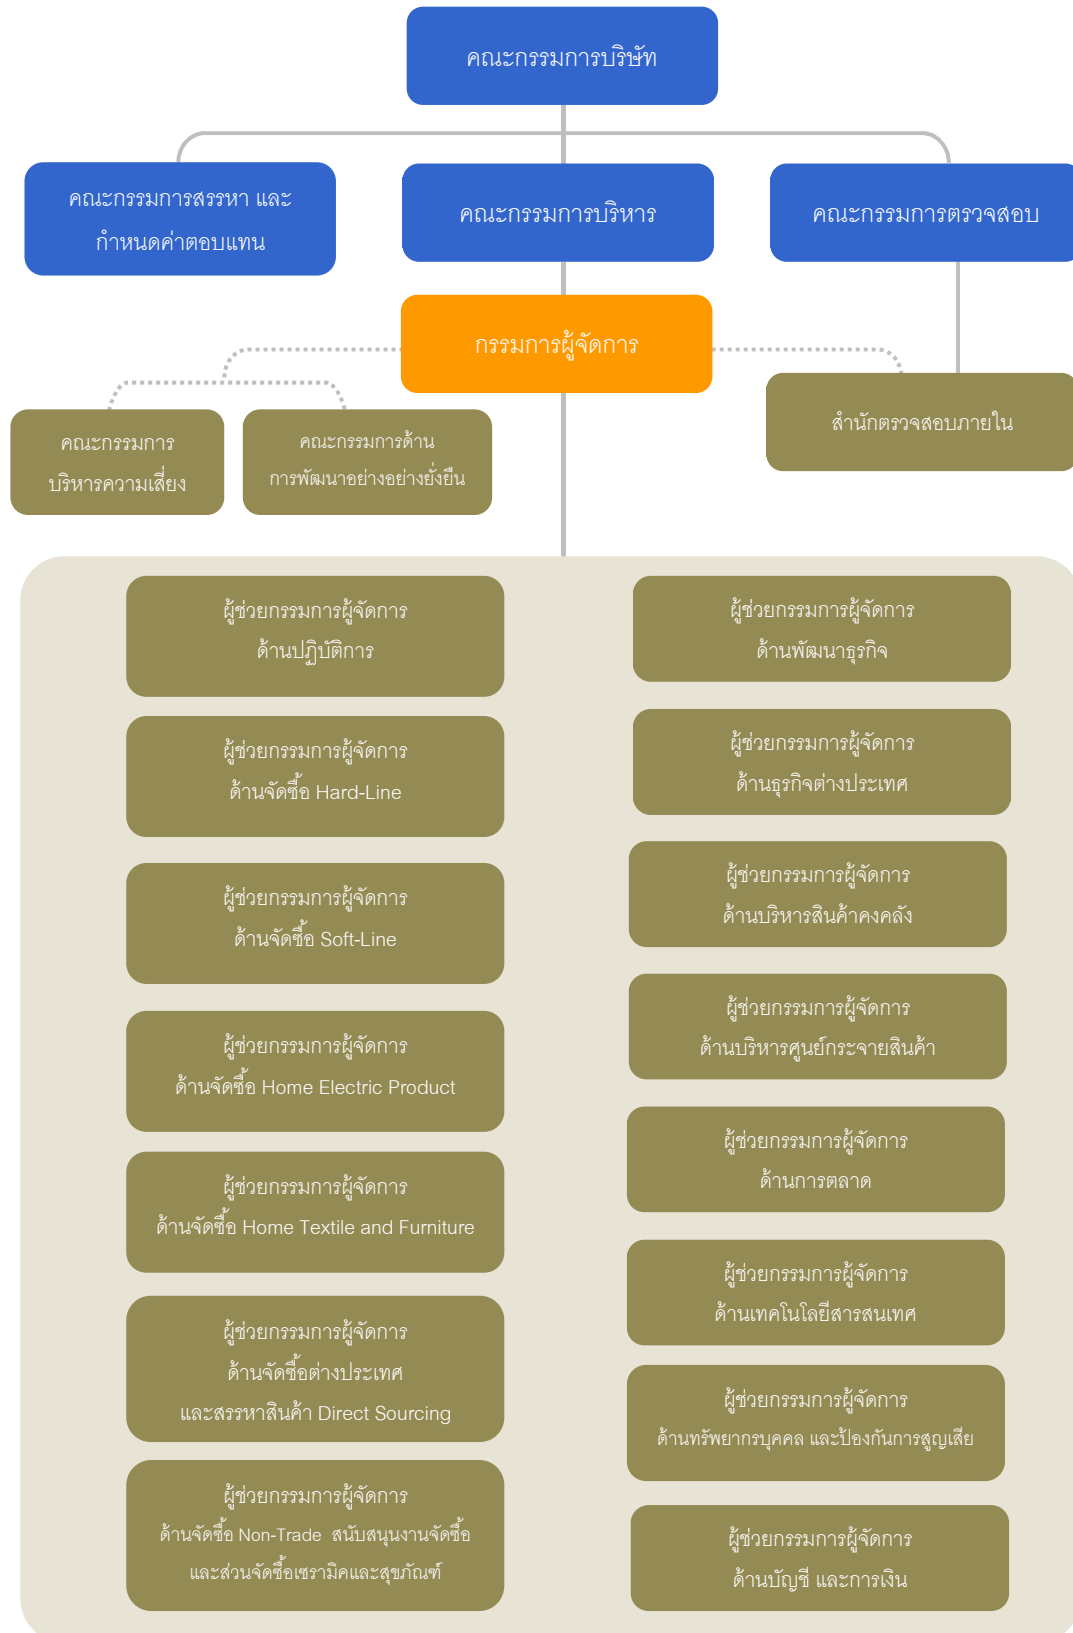 คณะกรรมการบริษัท
คณะกรรมการสรรหา และ
กำหนดค่าตอบแทน
คณะกรรมการบริหาร
คณะกรรมการตรวจสอบ
กรรมการผู้จัดการ
คณะกรรมการ
บริหารความเสี่ยง
คณะกรรมการด้าน
การพัฒนาอย่างอย่างยั่งยืน
สำนักตรวจสอบภายใน
ผู้ช่วยกรรมการผู้จัดการ
ด้านปฏิบัติการ
ผู้ช่วยกรรมการผู้จัดการ
ด้านจัดซื้อ Hard-Line
ผู้ช่วยกรรมการผู้จัดการ
ด้านจัดซื้อ Soft-Line
ผู้ช่วยกรรมการผู้จัดการ
ด้านจัดซื้อ Home Electric Product
ผู้ช่วยกรรมการผู้จัดการ
ด้านจัดซื้อ Home Textile and Furniture
ผู้ช่วยกรรมการผู้จัดการ
ด้านจัดซื้อต่างประเทศ
และสรรหาสินค้า Direct Sourcing
ผู้ช่วยกรรมการผู้จัดการ
ด้านจัดซื้อ Non-Trade สนับสนุนงานจัดซื้อ
และส่วนจัดซื้อเซรามิคและสุขภัณฑ์
ผู้ช่วยกรรมการผู้จัดการ
ด้านพัฒนาธุรกิจ
ผู้ช่วยกรรมการผู้จัดการ
ด้านธุรกิจต่างประเทศ
ผู้ช่วยกรรมการผู้จัดการ
ด้านบริหารสินค้าคงคลัง
ผู้ช่วยกรรมการผู้จัดการ
ด้านบริหารศูนย์กระจายสินค้า
ผู้ช่วยกรรมการผู้จัดการ
ด้านการตลาด
ผู้ช่วยกรรมการผู้จัดการ
ด้านเทคโนโลยีสารสนเทศ
ผู้ช่วยกรรมการผู้จัดการ
ด้านทรัพยากรบุคคล และป้องกันการสูญเสีย
ผู้ช่วยกรรมการผู้จัดการ
ด้านบัญชี และการเงิน